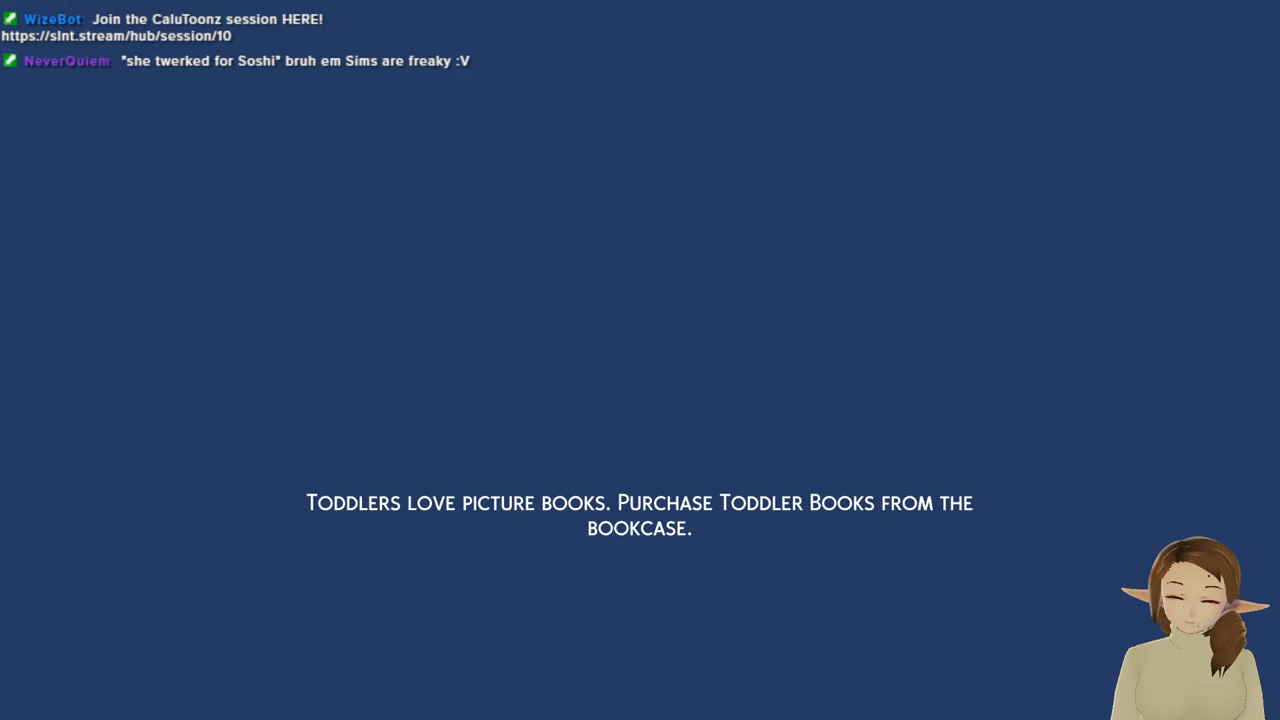 WizeBot: Join the CaluToonz session HERE!
https://slnt.stream/hub/session/10
NeverQuiem: "she twerked for Soshi" bruh em Sims are freaky :V
Toddlers love picture books. Purchase Toddler Books from the
bookcase.